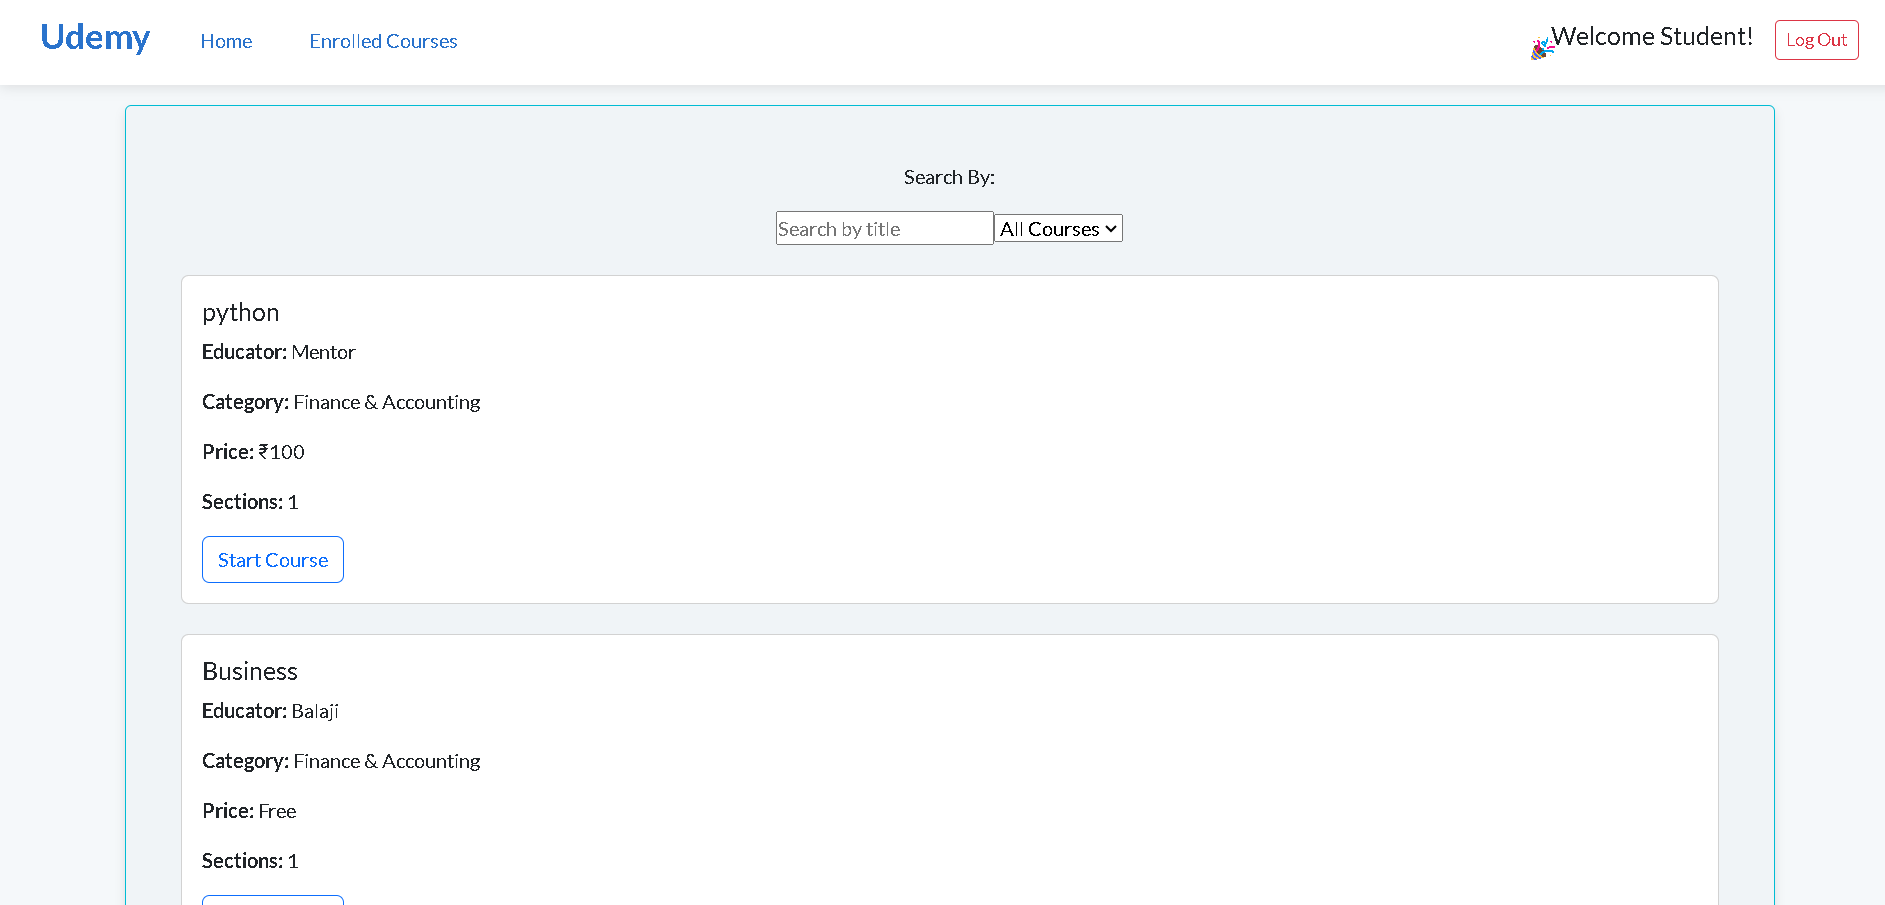 Udemy
Home
Enrolled Courses
🎉Welcome Student!
Log Out
Search By:
Search by title
All Courses
python
Educator: Mentor
Category: Finance & Accounting
Price: ₹100
Sections: 1
Start Course
Business
Educator: Balaji
Category: Finance & Accounting
Price: Free
Sections: 1